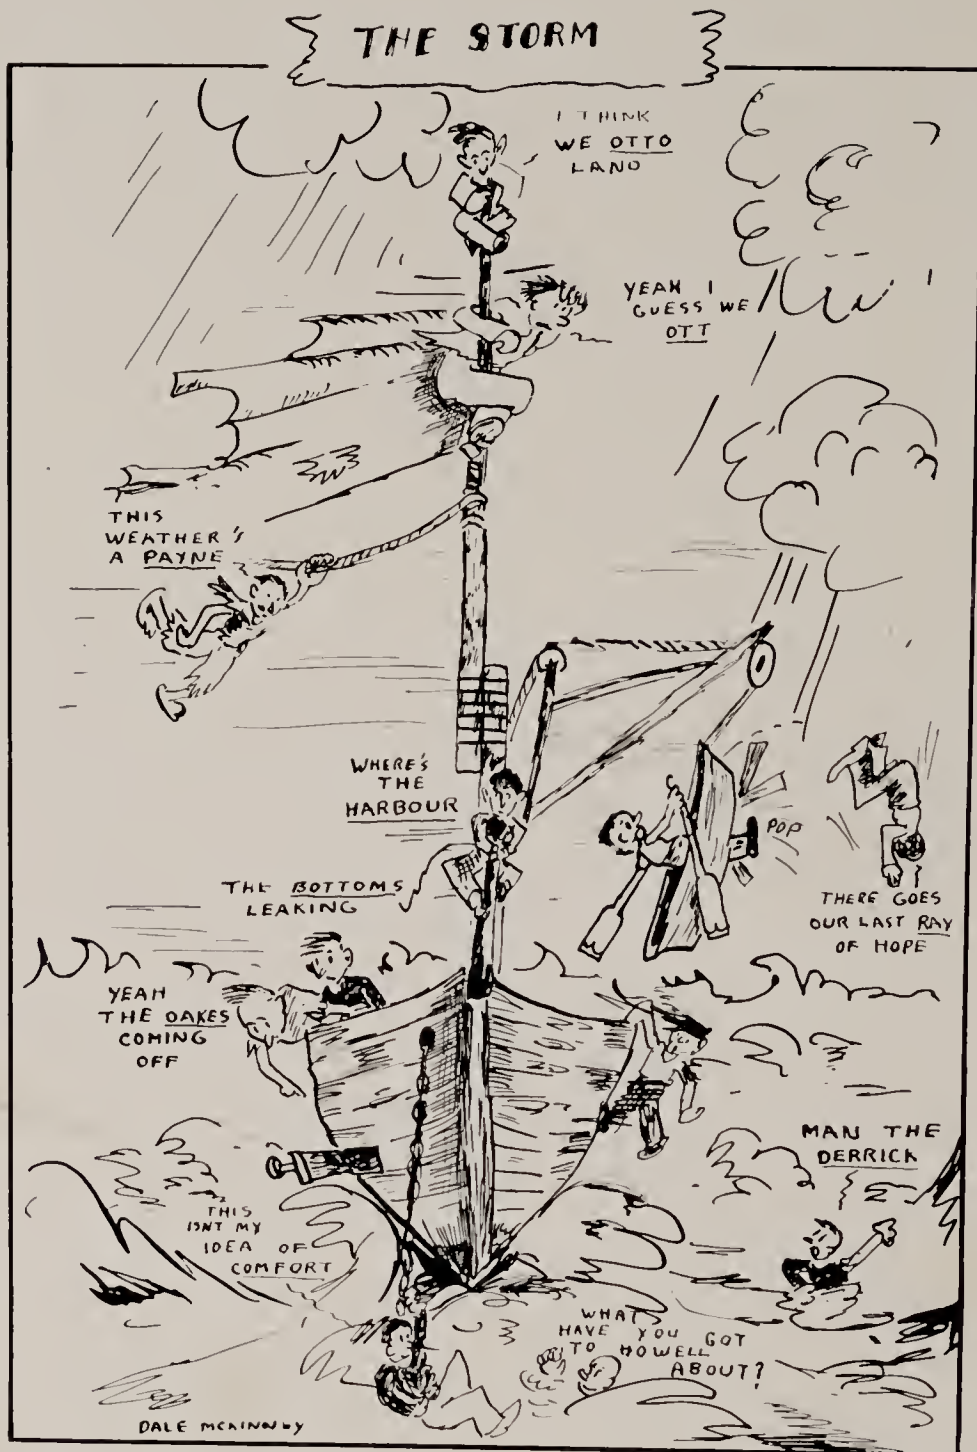 THE STORM
I THINK
WE OTTO
LAND
YEAH I
GUESS WE
OTT
THIS
WEATHER'S
A PAYNE
WHERE'S
THE
HARBOUR
POP
THE BOTTOMS
LEAKING
THERE GOES
OUR LAST RAY
OF HOPE
YEAH
THE OAKES
COMING
OFF
MAN THE
DERRICK
THIS
ISNT MY
IDEA OF
COMFORT
WHAT
HAVE YOU GOT
TO HOWELL
ABOUT?
DALE